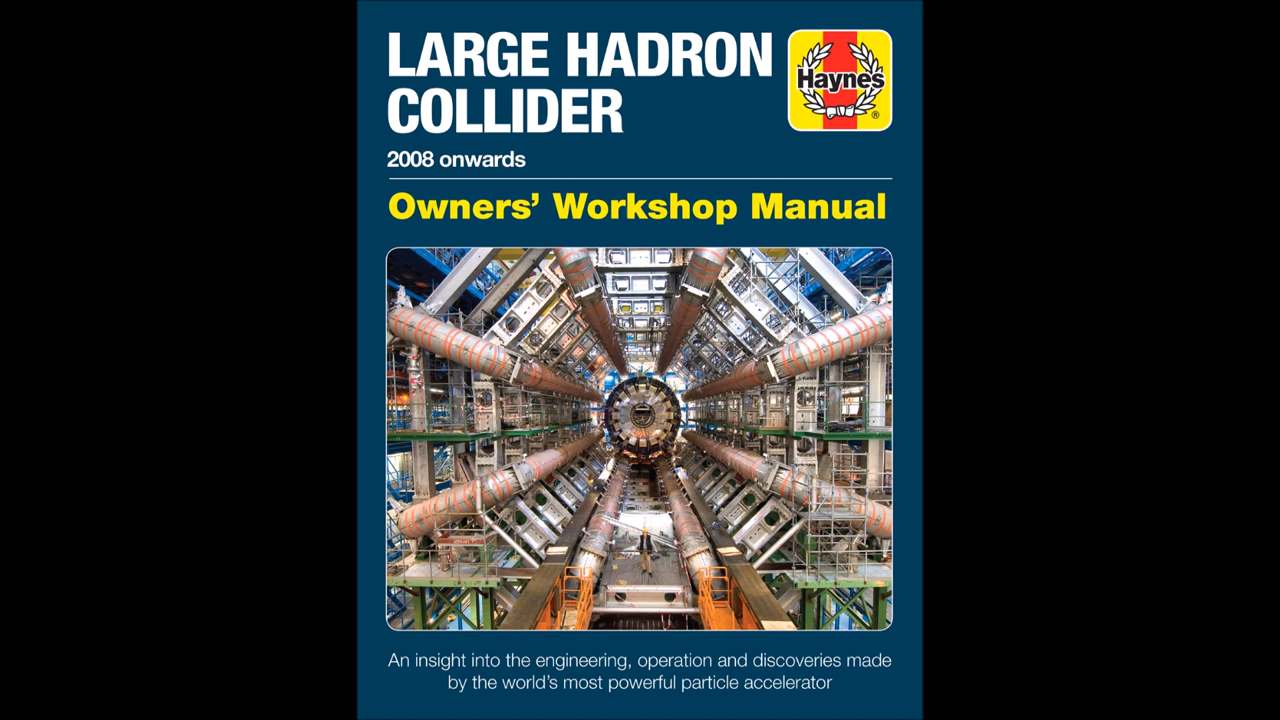 LARGE HADRON
COLLIDER
Haynes
®
2008 onwards
Owners’ Workshop Manual
An insight into the engineering, operation and discoveries made
by the world’s most powerful particle accelerator